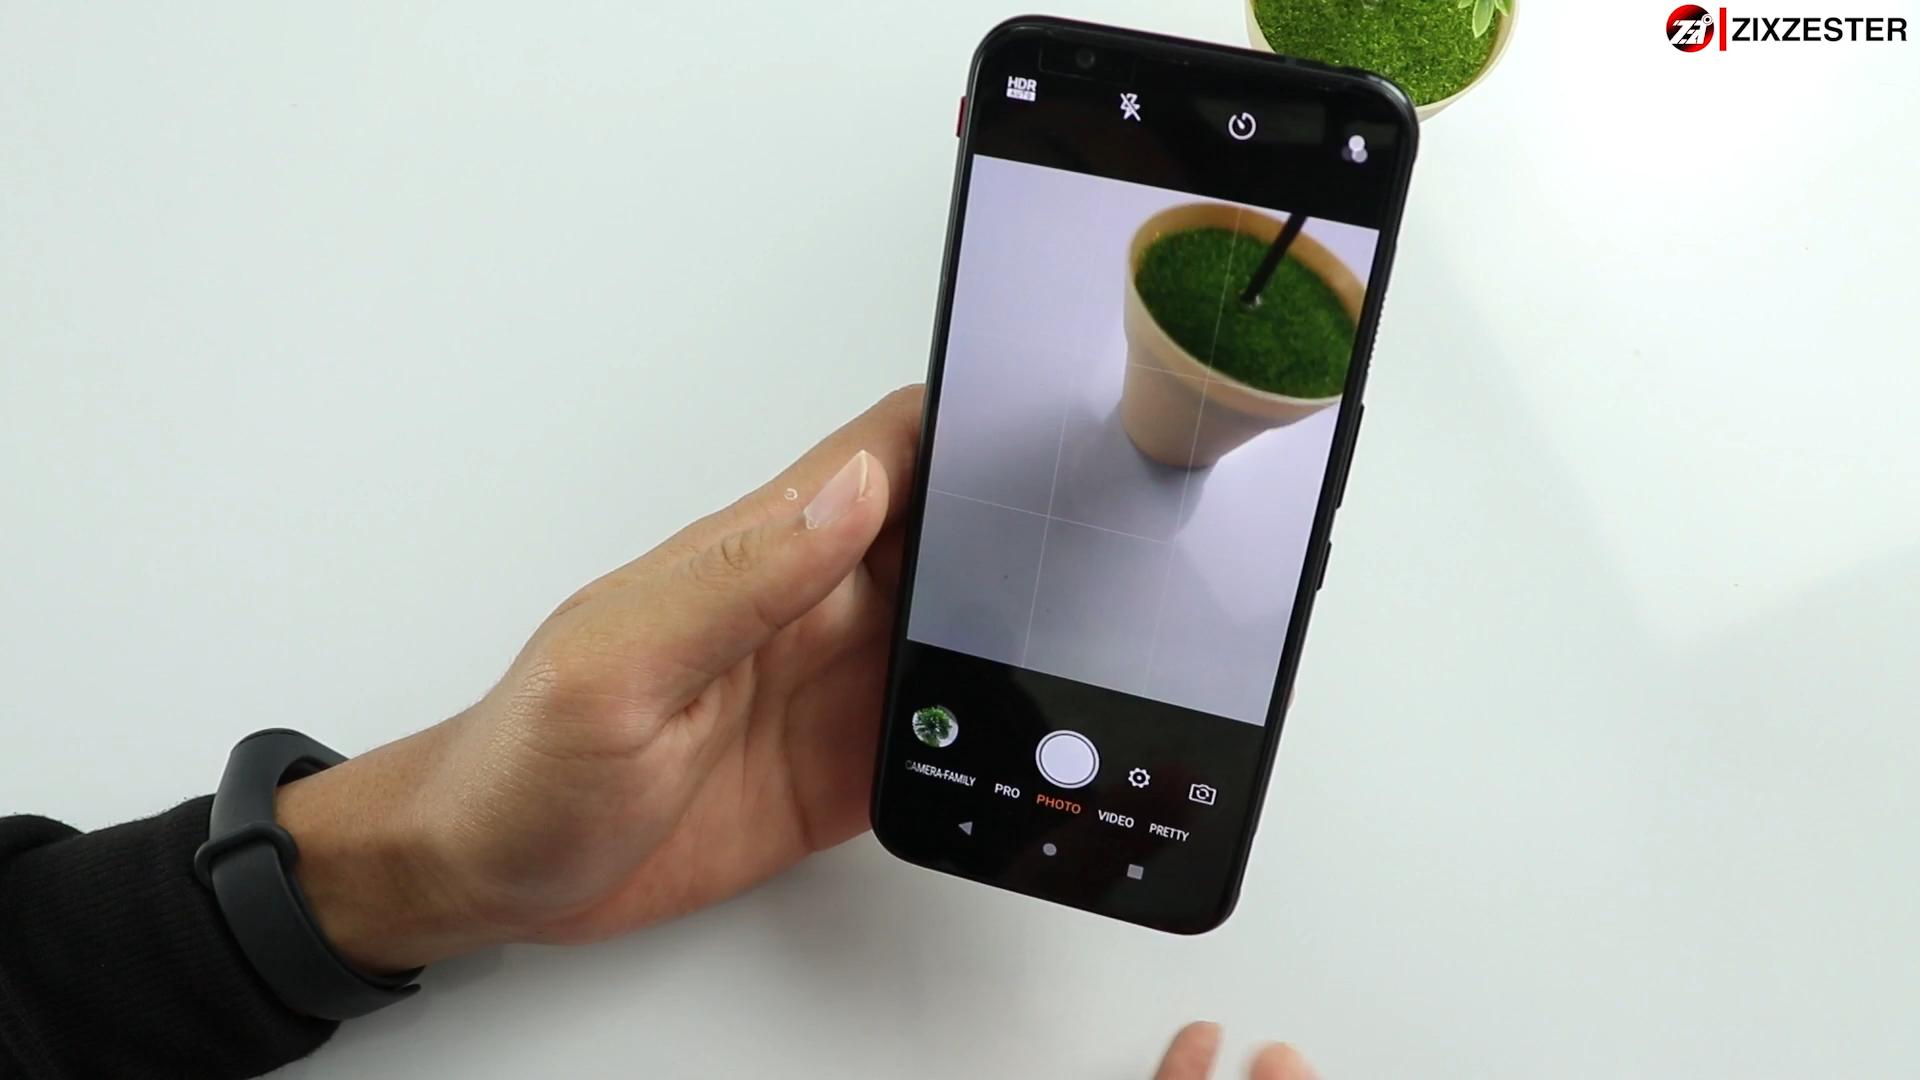 ZIXZESTER
HDR
AUTO
CAMERA-FAMILY
PRO
PHOTO
VIDEO
PRETTY